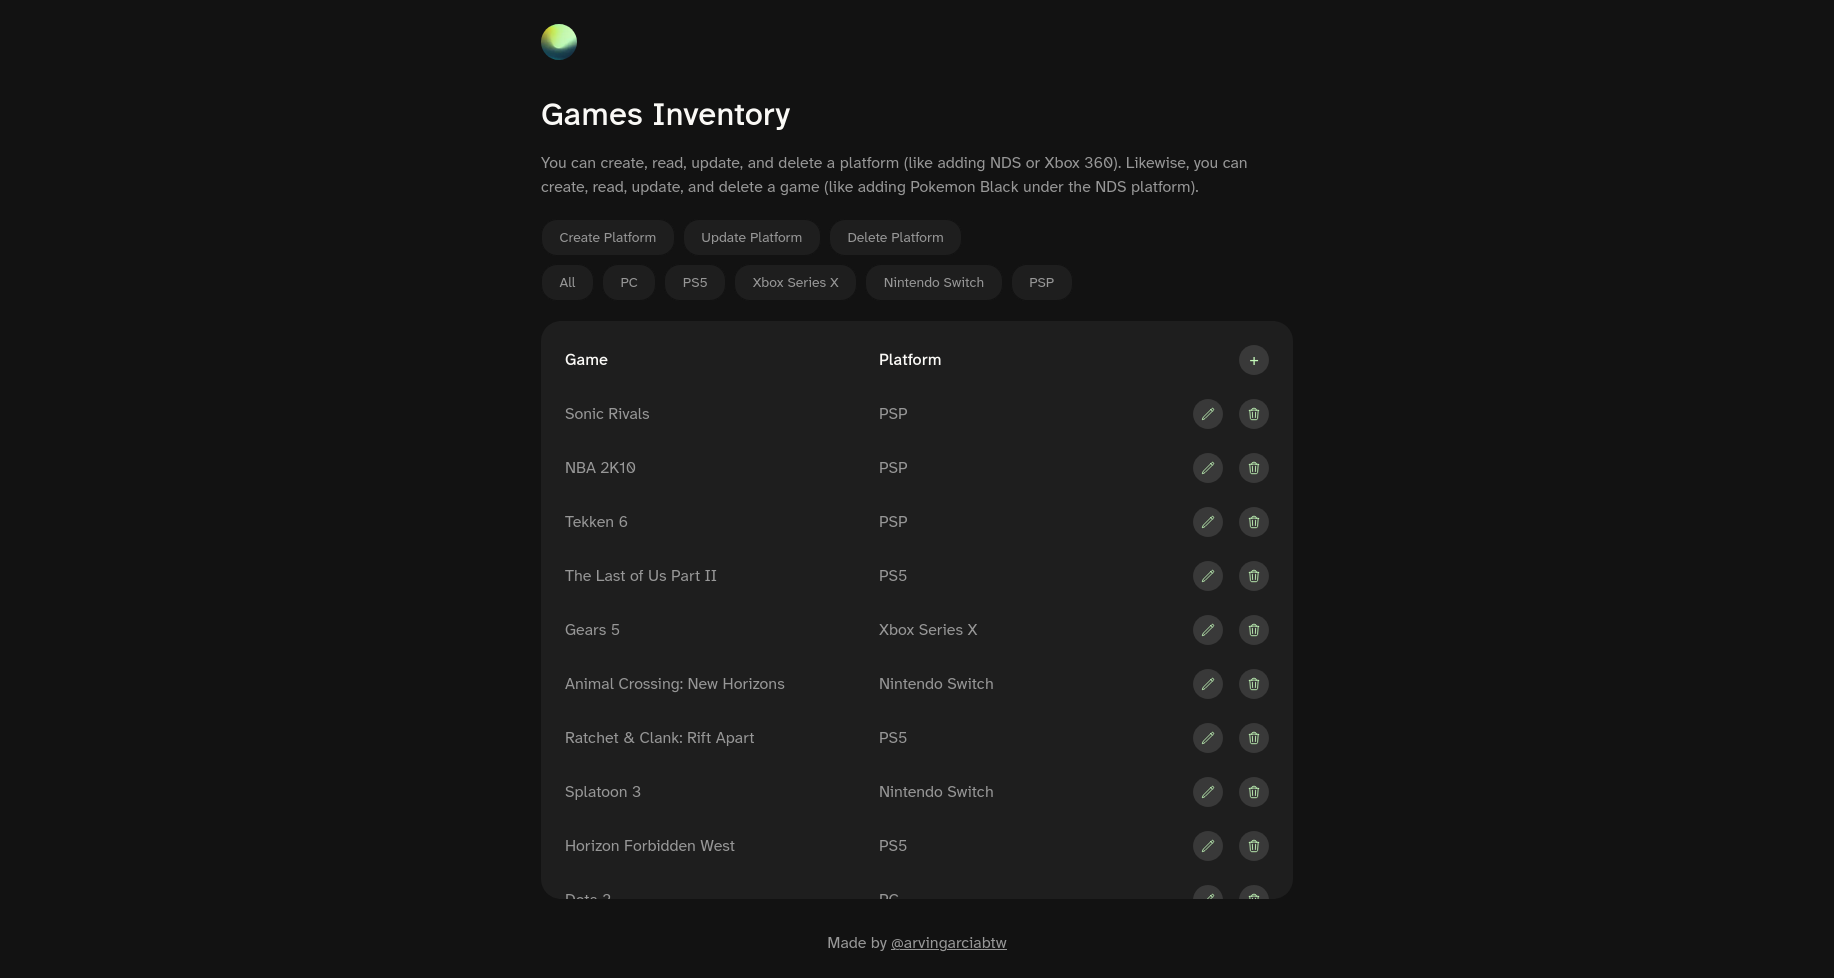 Games Inventory
You can create, read, update, and delete a platform (like adding NDS or Xbox 360). Likewise, you can
create, read, update, and delete a game (like adding Pokemon Black under the NDS platform).
Create Platform Update Platform Delete Platform
All PC PS5 Xbox Series X Nintendo Switch PSP
Game Platform +
Sonic Rivals PSP
NBA 2K10 PSP
Tekken 6 PSP
The Last of Us Part II PS5
Gears 5 Xbox Series X
Animal Crossing: New Horizons Nintendo Switch
Ratchet & Clank: Rift Apart PS5
Splatoon 3 Nintendo Switch
Horizon Forbidden West PS5
Dota 2 PC
Made by @arvingarciabtw